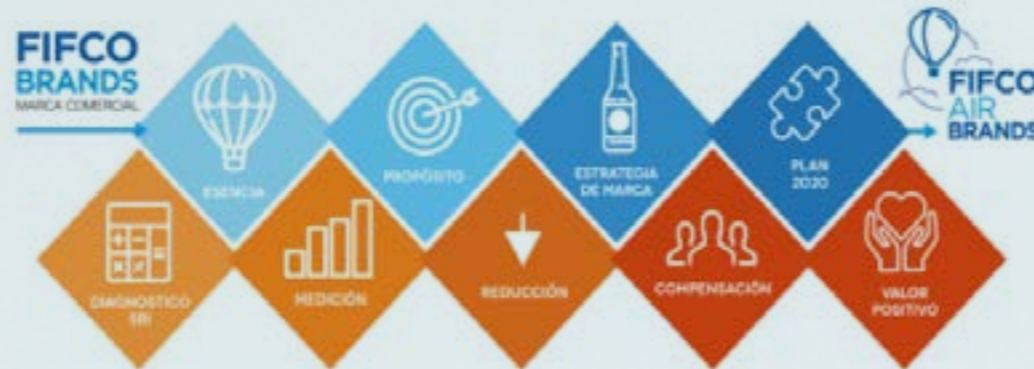 FIFCO
BRANDS
MARCA COMERCIAL
ESENCIA
PROPÓSITO
ESTRATEGIA
DE MARCA
PLAN
2020
FIFCO
AIR
BRANDS
DIAGNOSTICO
SBI
MEDICIÓN
REDUCCIÓN
COMPENSACIÓN
VALOR
POSITIVO